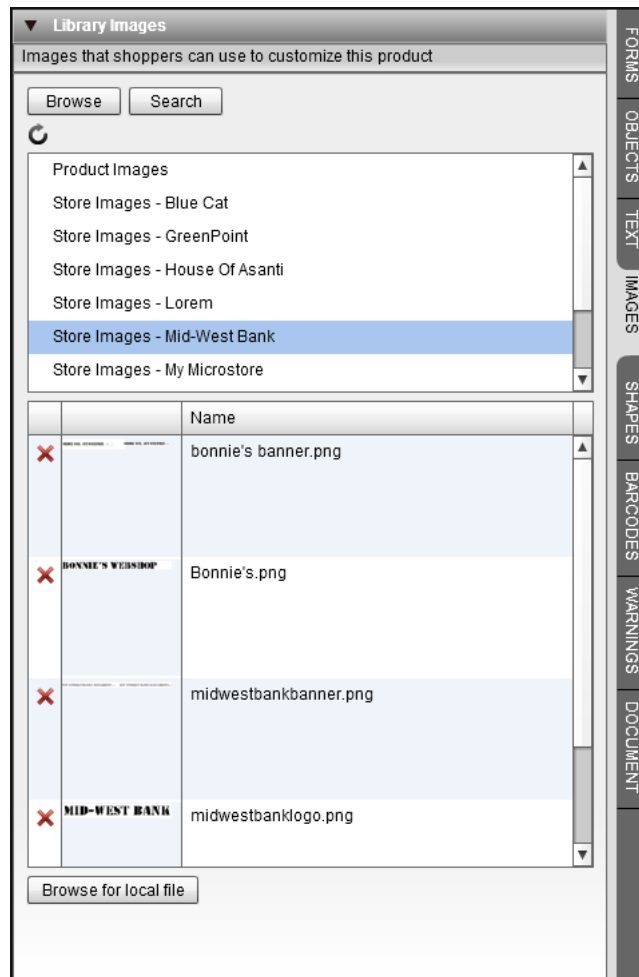 Library Images
Images that shoppers can use to customize this product
Browse
Search
Product Images
Store Images - Blue Cat
Store Images - GreenPoint
Store Images - House Of Asanti
Store Images - Lorem
Store Images - Mid-West Bank
Store Images - My Microstore
Name
bonnie's banner.png
BONNIE'S WEBSHOP
Bonnie's.png
midwestbankbanner.png
MID-WEST BANK
midwestbanklogo.png
Browse for local file
FORMS
OBJECTS
TEXT
IMAGES
SHAPES
BARCODES
WARNINGS
DOCUMENT